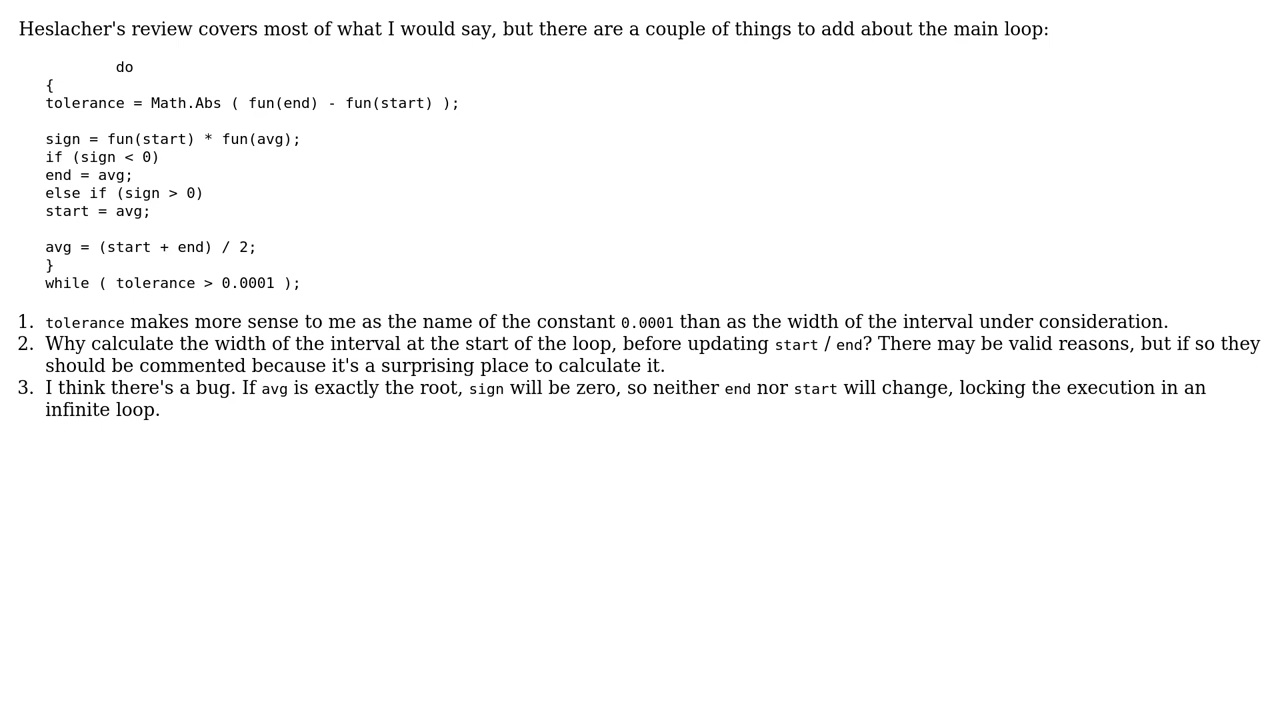 Heslacher's review covers most of what I would say, but there are a couple of things to add about the main loop:
do
{
tolerance = Math.Abs ( fun(end) - fun(start) );
sign = fun(start) * fun(avg);
if (sign < 0)
end = avg;
else if (sign > 0)
start = avg;
avg = (start + end) / 2;
}
while ( tolerance > 0.0001 );
1. tolerance makes more sense to me as the name of the constant 0.0001 than as the width of the interval under consideration.
2. Why calculate the width of the interval at the start of the loop, before updating start / end? There may be valid reasons, but if so they
should be commented because it's a surprising place to calculate it.
3. I think there's a bug. If avg is exactly the root, sign will be zero, so neither end nor start will change, locking the execution in an
infinite loop.